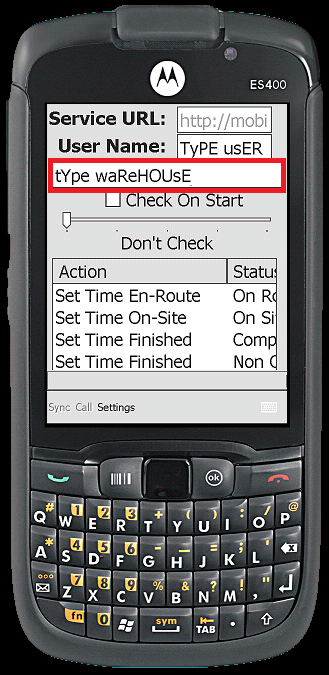 ES400
Service URL: http://mobi
User Name: TyPE usER
tYpe waReHOUsE
Check On Start
Don't Check
Action Status
Set Time En-Route On Ro
Set Time On-Site On Si
Set Time Finished Comp
Set Time Finished Non C
Sync Call Settings
ok
Q # W 1 E 2 R 3 T + Y ( U ) I : O / P @
A * S 4 D 5 F 6 G - H = J : K ' L "
Z 7 X 8 C 9 V % B & N ? M ! , ;
fn 0 sym TAB .